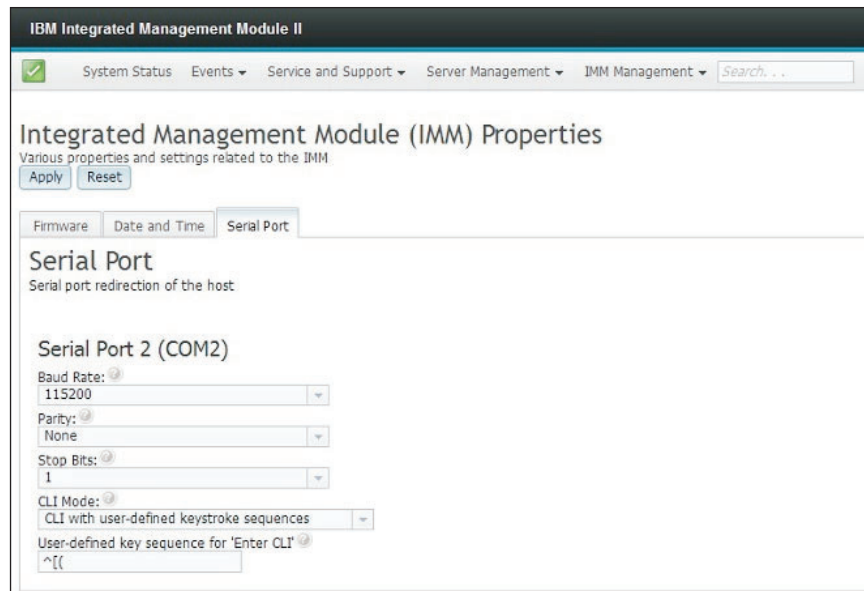 IBM Integrated Management Module II
System Status Events Service and Support Server Management IMM Management Search. . .
Integrated Management Module (IMM) Properties
Various properties and settings related to the IMM
Apply Reset
Firmware Date and Time Serial Port
Serial Port
Serial port redirection of the host
Serial Port 2 (COM2)
Baud Rate:
115200
Parity:
None
Stop Bits:
1
CLI Mode:
CLI with user-defined keystroke sequences
User-defined key sequence for 'Enter CLI'
^[(